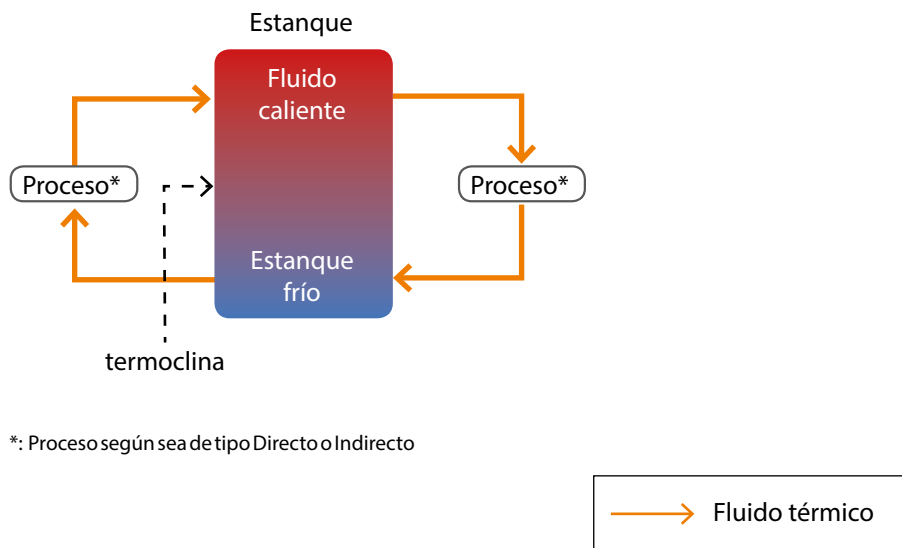 Estanque
Fluido
caliente
Proceso*
Proceso*
Estanque
frío
termoclina
*: Proceso según sea de tipo Directo o Indirecto
Fluido térmico